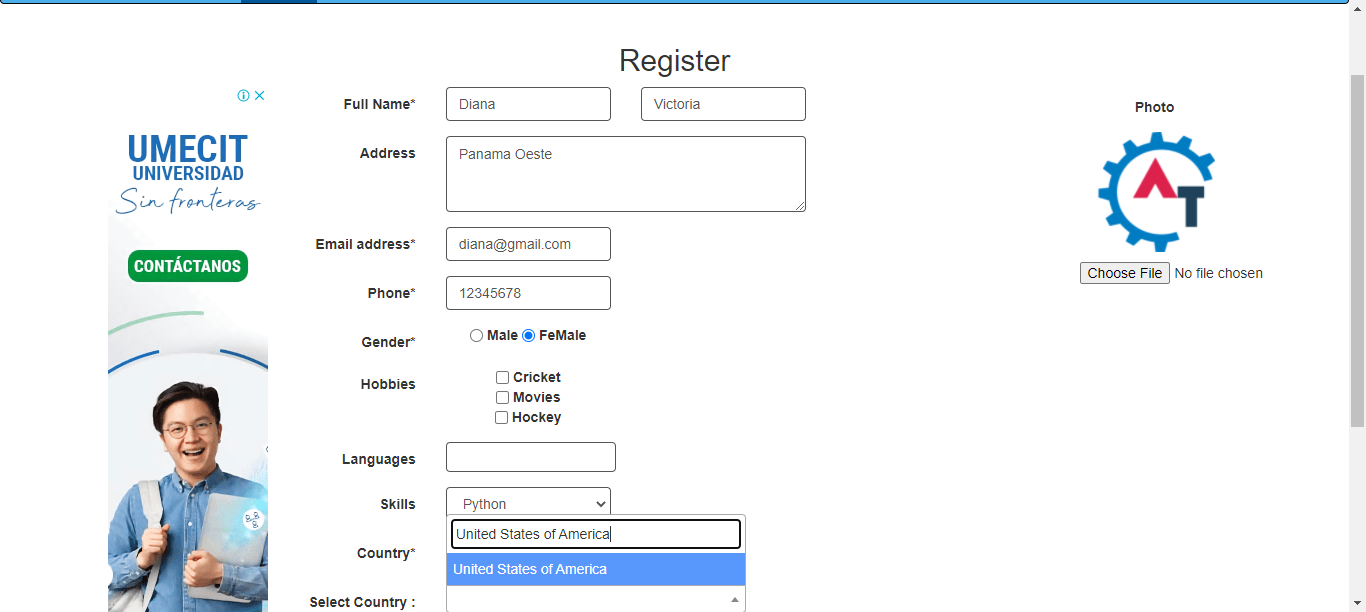 Register
UMECIT
UNIVERSIDAD
Sin fronteras
CONTÁCTANOS
Full Name* Diana Victoria
Address Panama Oeste
Email address* diana@gmail.com
Phone* 12345678
Gender* Male FeMale
Hobbies Cricket
Movies
Hockey
Languages
Skills Python
United States of America
Country*
United States of America
Select Country :
Photo
AT
Choose File No file chosen